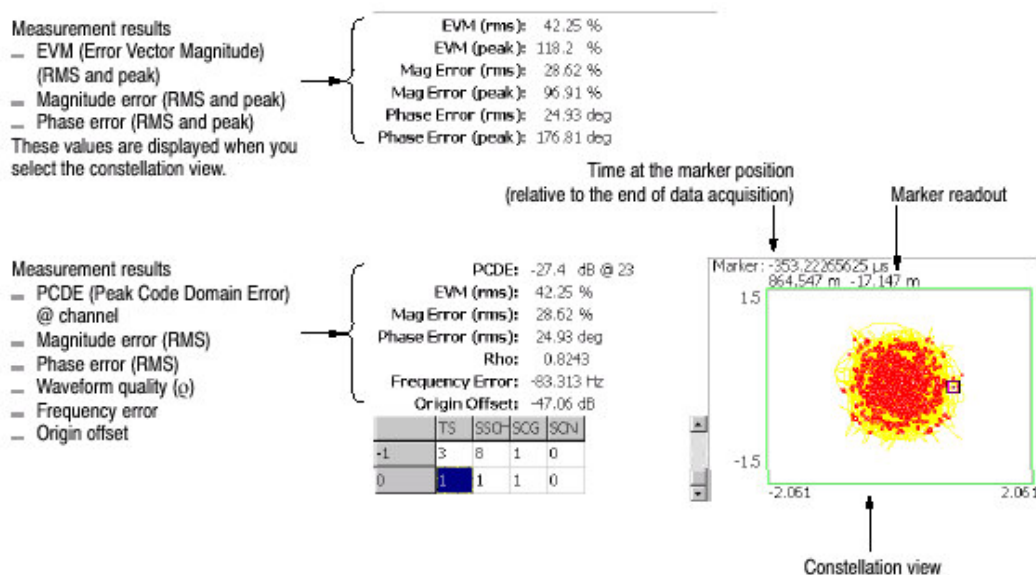 Measurement results
– EVM (Error Vector Magnitude)
(RMS and peak)
– Magnitude error (RMS and peak)
– Phase error (RMS and peak)
These values are displayed when you
select the constellation view.
EVM (rms): 42.25 %
EVM (peak): 118.2 %
Mag Error (rms): 28.62 %
Mag Error (peak): 96.91 %
Phase Error (rms): 24.93 deg
Phase Error (peak): 176.81 deg
Time at the marker position
(relative to the end of data acquisition)
Marker readout
Measurement results
– PCDE (Peak Code Domain Error)
@ channel
– Magnitude error (RMS)
– Phase error (RMS)
– Waveform quality (ϱ)
– Frequency error
– Origin offset
PCDE: -27.4 dB @ 23
EVM (rms): 42.25 %
Mag Error (rms): 28.62 %
Phase Error (rms): 24.93 deg
Rho: 0.8243
Frequency Error: -83.313 Hz
Origin Offset: -47.06 dB
TS SSCH SCG SCN
-1 3 8 1 0
0 1 1 1 0
Marker: -353.22265625 µs
864.547 m -17.147 m
1.5
-1.5
-2.061 2.061
Constellation view